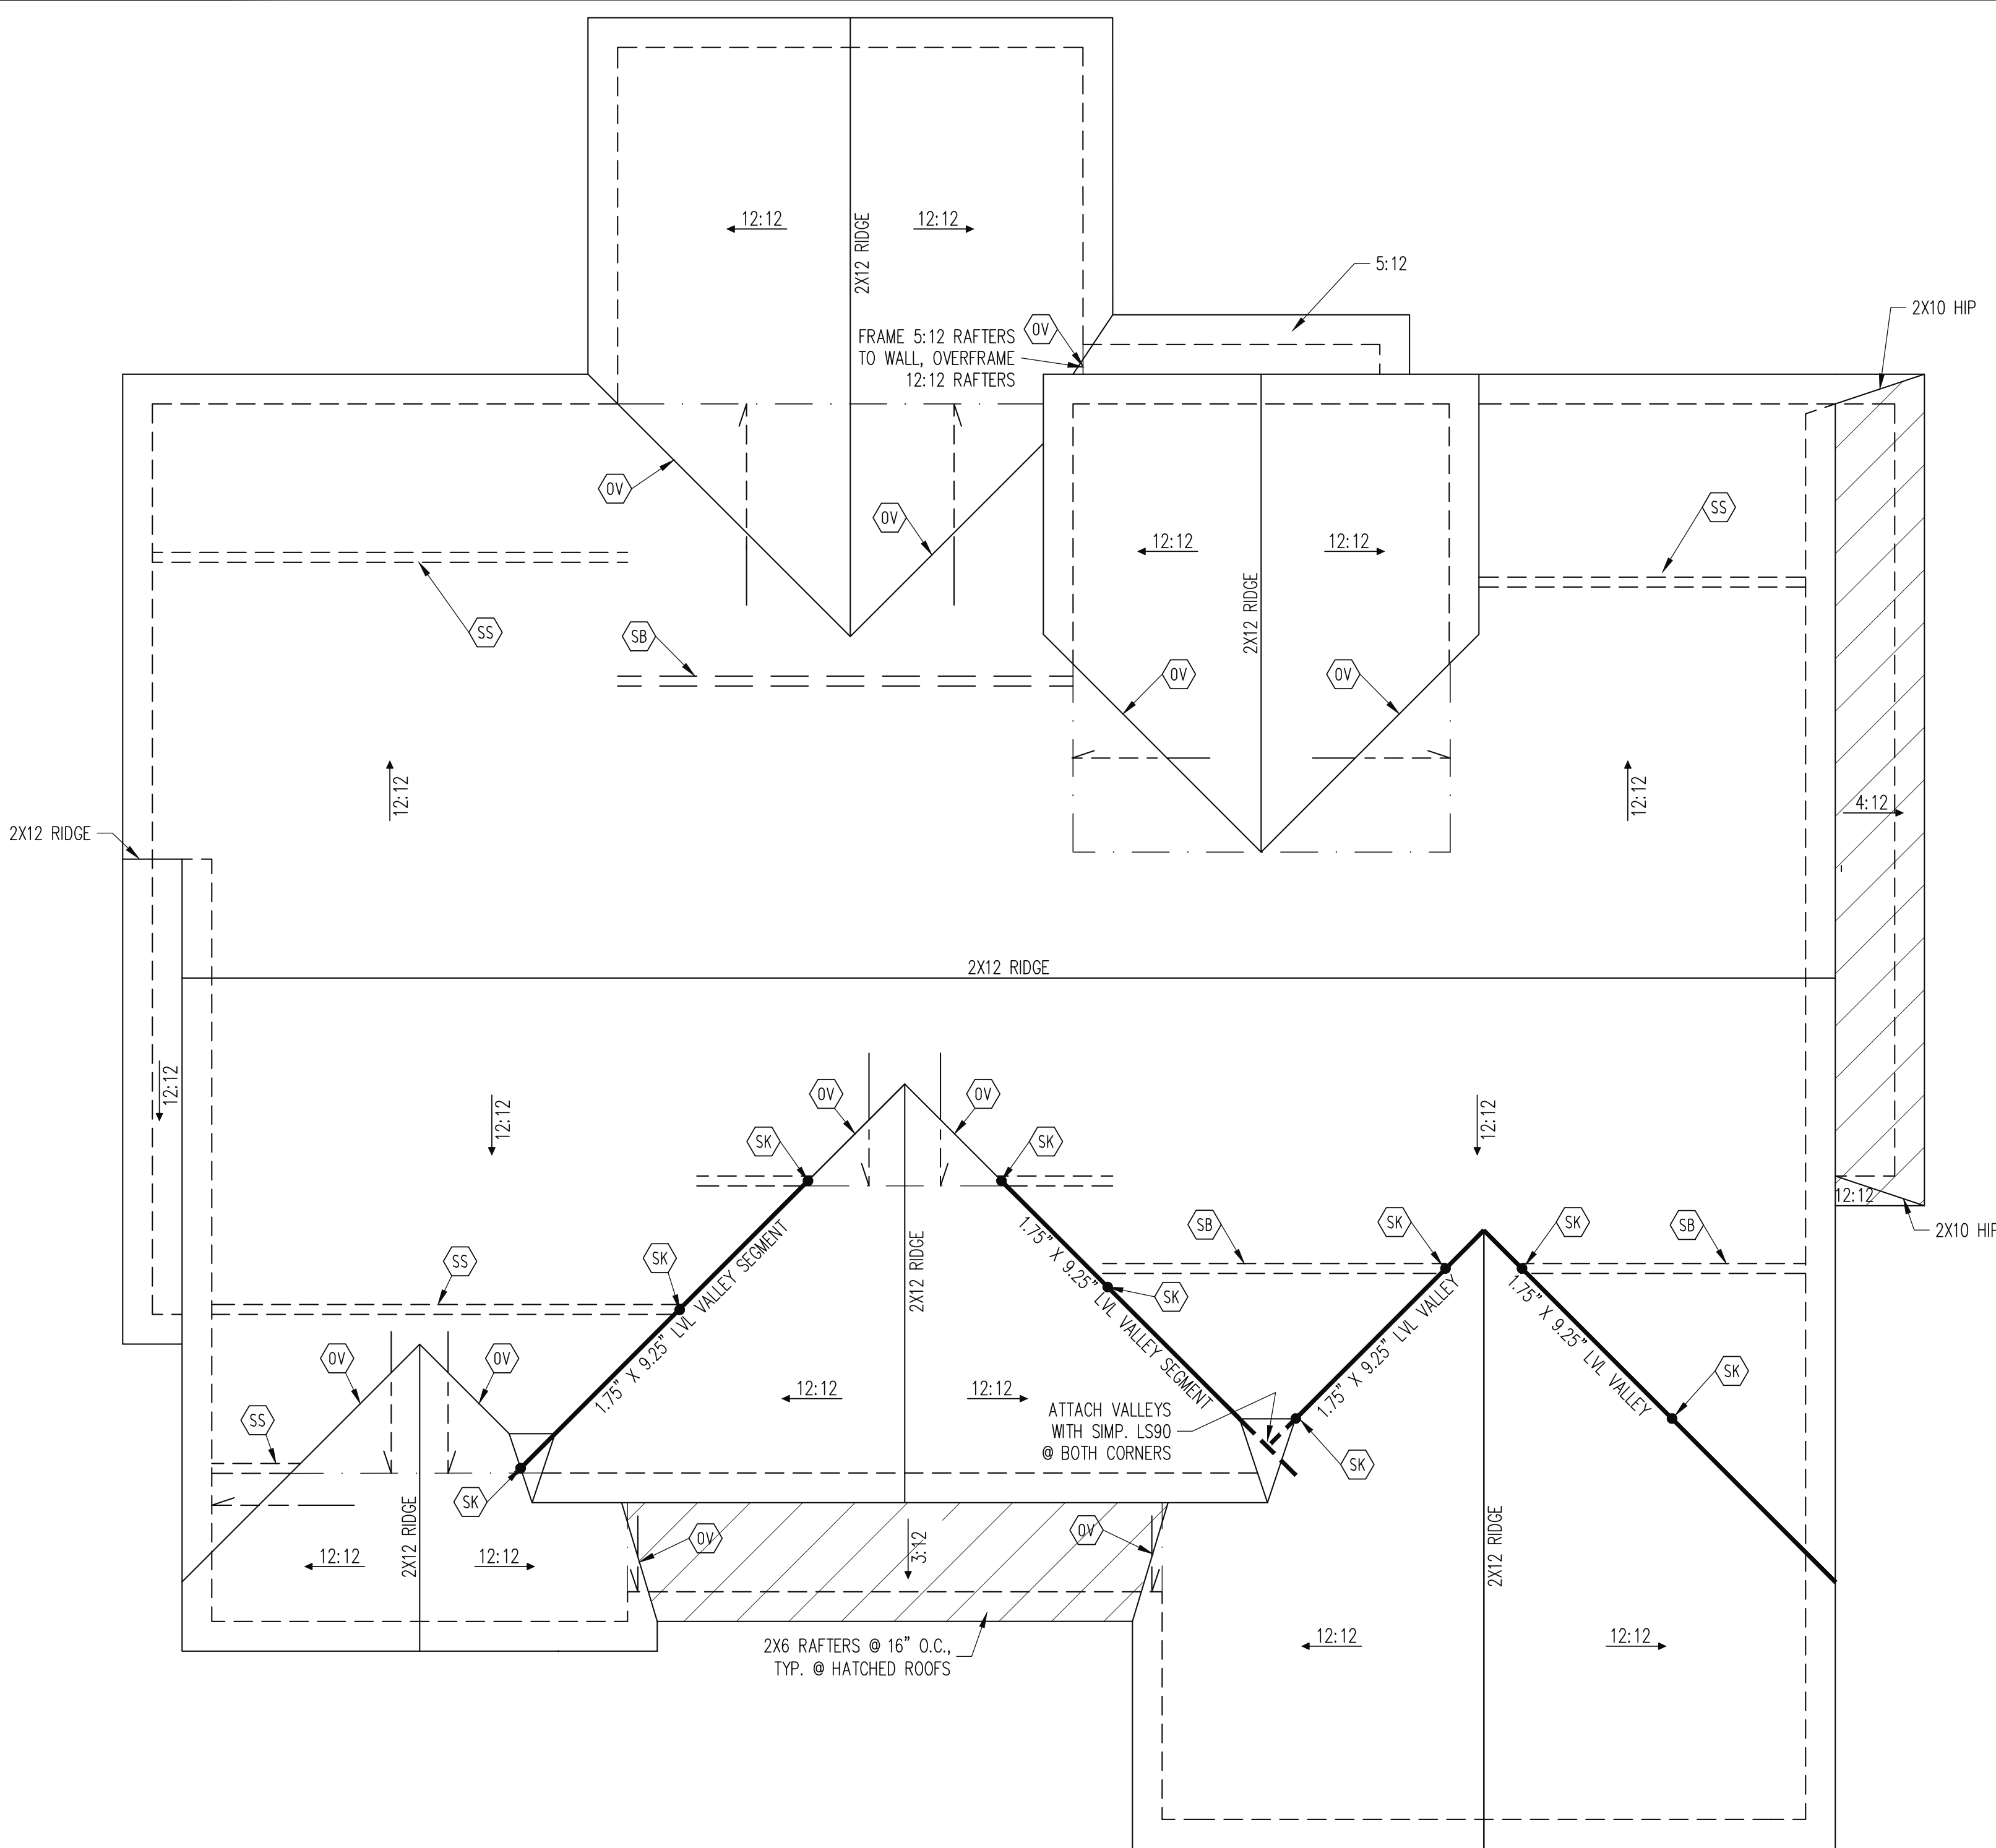 12:12
12:12
2X12 RIDGE
5:12
2X10 HIP
FRAME 5:12 RAFTERS
TO WALL, OVERFRAME
12:12 RAFTERS
OV
OV
OV
SS
12:12
12:12
2X12 RIDGE
SS
SB
OV
OV
12:12
12:12
4:12
2X12 RIDGE
2X12 RIDGE
12:12
12:12
12:12
OV
OV
SK
SK
12:12
2X10 HIP
SB
SK
SK
SB
SS
SK
1.75" X 9.25" LVL VALLEY SEGMENT
2X12 RIDGE
1.75" X 9.25" LVL VALLEY SEGMENT
SK
1.75" X 9.25" LVL VALLEY
1.75" X 9.25" LVL VALLEY
OV
OV
12:12
12:12
SK
SS
ATTACH VALLEYS
WITH SIMP. LS90
@ BOTH CORNERS
SK
SK
2X12 RIDGE
12:12
12:12
OV
3:12
OV
2X12 RIDGE
2X6 RAFTERS @ 16" O.C.,
TYP. @ HATCHED ROOFS
12:12
12:12